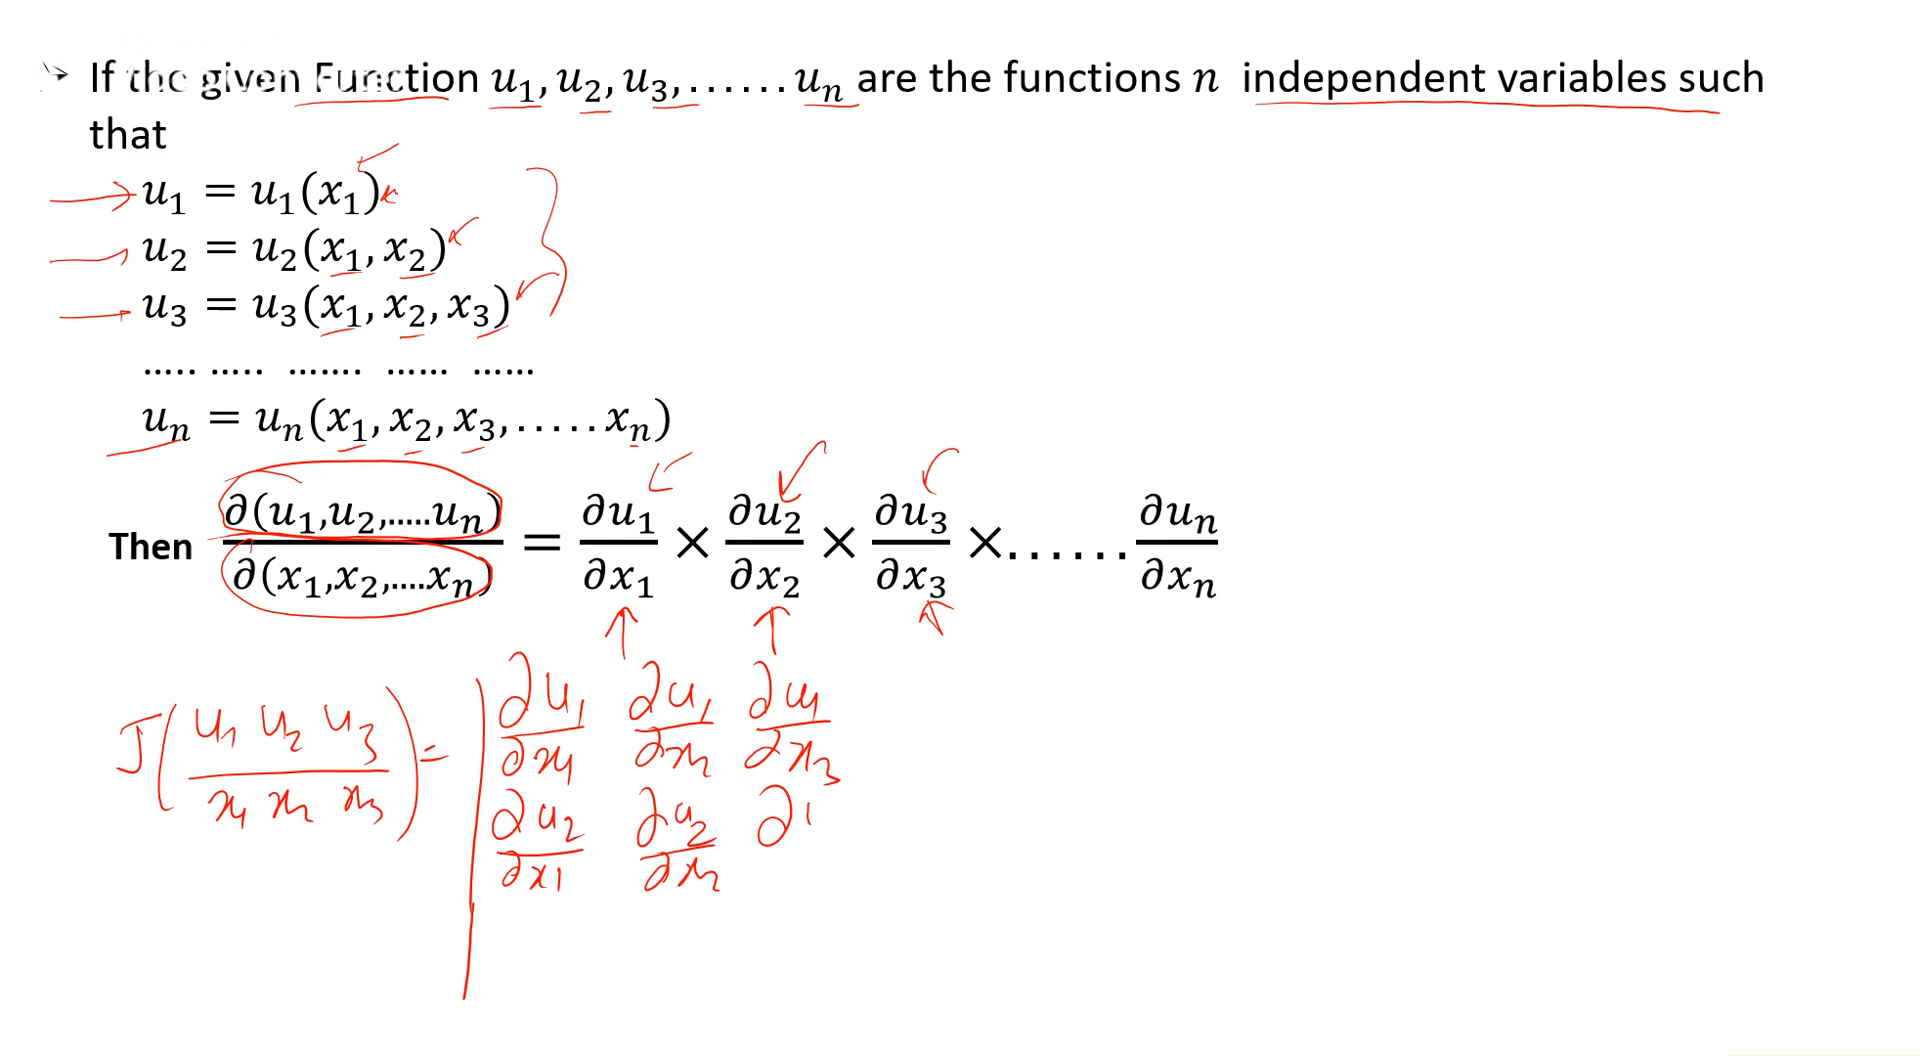 ➤ If the given Function u₁, u₂, u₃, ...... uₙ are the functions n independent variables such
that
u₁ = u₁(x₁)
u₂ = u₂(x₁, x₂)
u₃ = u₃(x₁, x₂, x₃)
..... ..... ....... ...... ......
uₙ = uₙ(x₁, x₂, x₃, ..... xₙ)
Then ∂(u₁,u₂,.....uₙ)/∂(x₁,x₂,....xₙ) = ∂u₁/∂x₁ × ∂u₂/∂x₂ × ∂u₃/∂x₃ ×...... ∂uₙ/∂xₙ
J(u₁ u₂ u₃/x₁ x₂ x₃) = | ∂u₁/∂x₁ ∂u₁/∂x₂ ∂u₁/∂x₃
∂u₂/∂x₁ ∂u₂/∂x₂ ∂